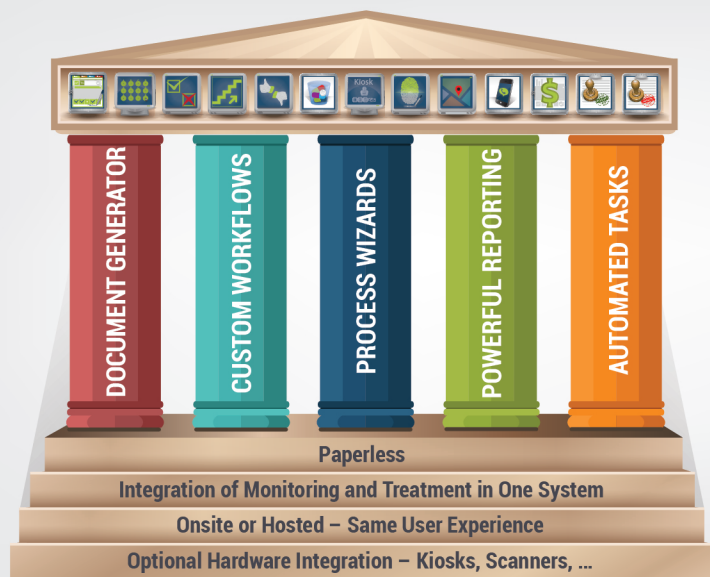 Kiosk
DOCUMENT GENERATOR
CUSTOM WORKFLOWS
PROCESS WIZARDS
POWERFUL REPORTING
AUTOMATED TASKS
Paperless
Integration of Monitoring and Treatment in One System
Onsite or Hosted – Same User Experience
Optional Hardware Integration – Kiosks, Scanners, ...